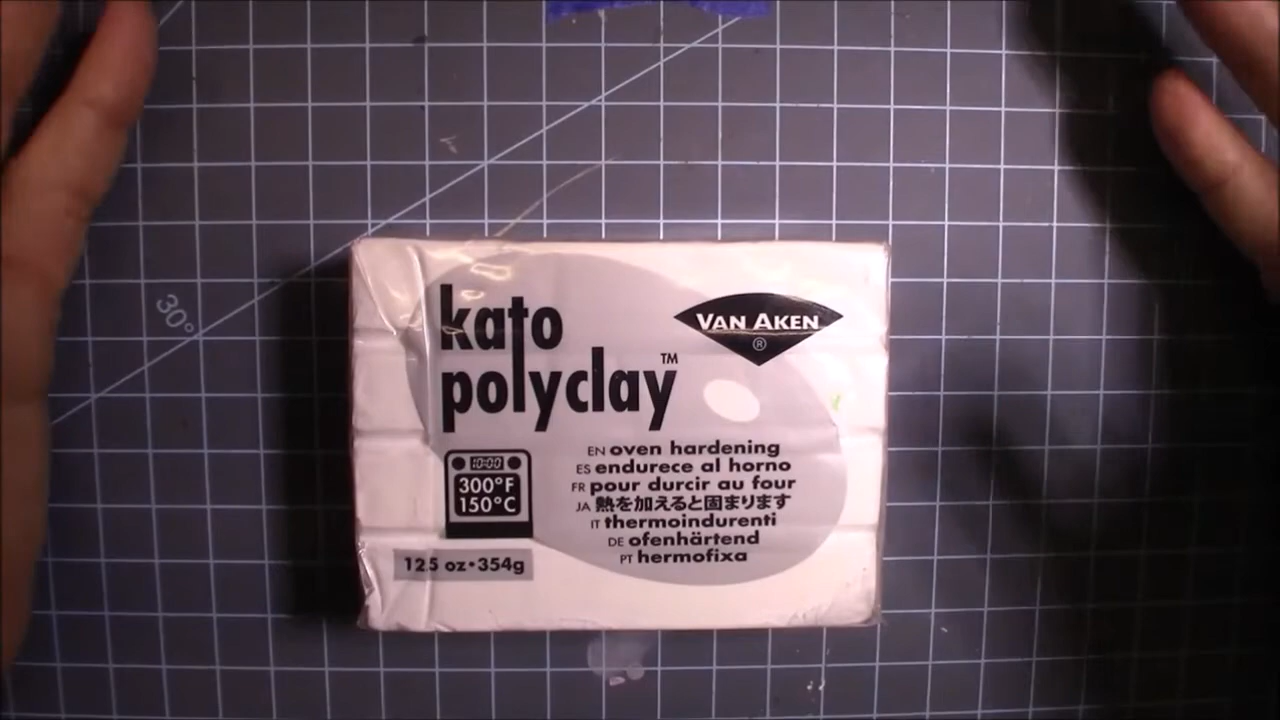 30°
kato
polyclay™
VAN AKEN
®
10:00
300°F
150°C
12.5 oz•354g
EN oven hardening
ES endurece al horno
FR pour durcir au four
JA 熱を加えると固まります
IT thermoindurenti
DE ofenhärtend
PT hermofixa